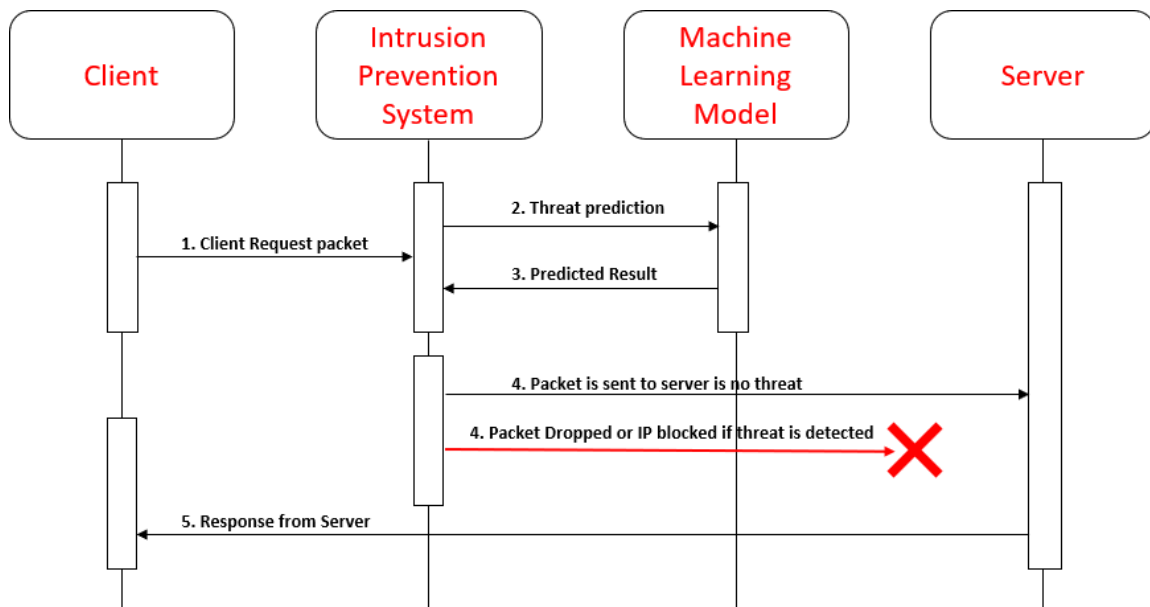 Client
Intrusion
Prevention
System
Machine
Learning
Model
Server
2. Threat prediction
1. Client Request packet
3. Predicted Result
4. Packet is sent to server is no threat
4. Packet Dropped or IP blocked if threat is detected
5. Response from Server